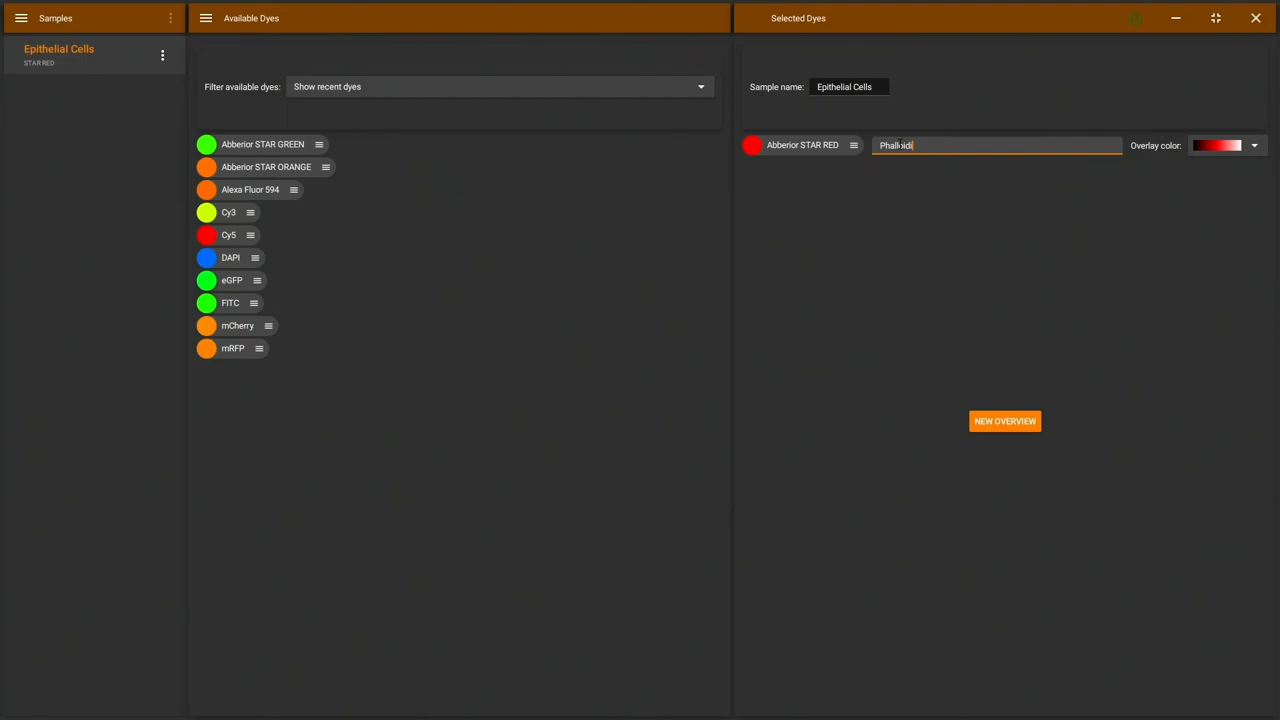 Samples
Epithelial Cells
STAR RED
Available Dyes
Filter available dyes: Show recent dyes
Abberior STAR GREEN
Abberior STAR ORANGE
Alexa Fluor 594
Cy3
Cy5
DAPI
eGFP
FITC
mCherry
mRFP
Selected Dyes
Sample name: Epithelial Cells
Abberior STAR RED Phalloidi Overlay color:
NEW OVERVIEW